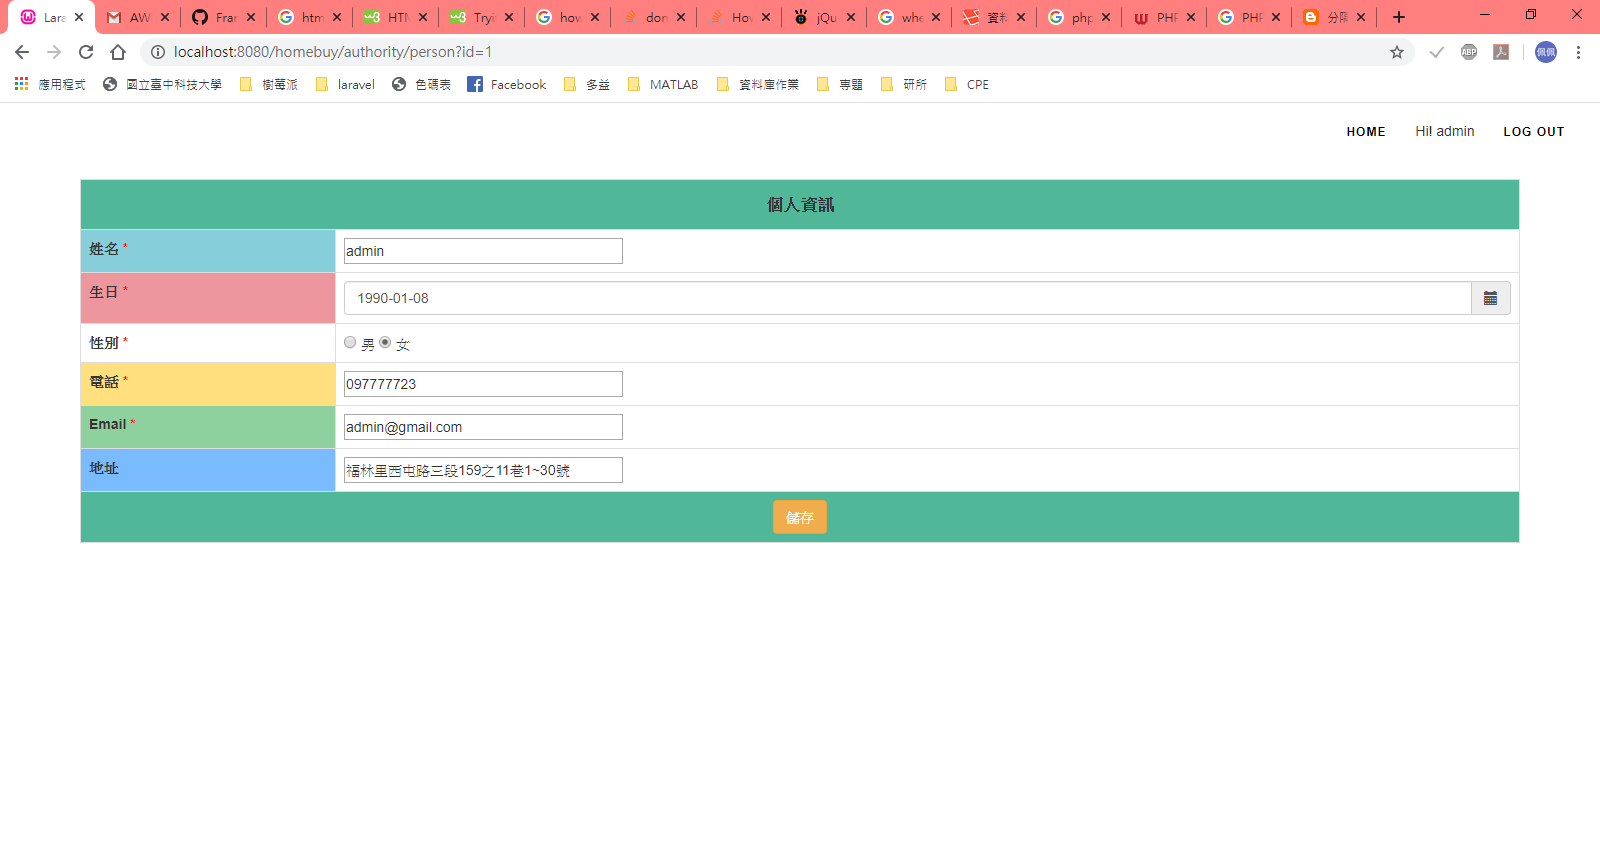 Lara
AW
Fran
htm
HTM
Tryi
how
don
How
jQu
whe
資料
php
PHP
PHP
分隔
localhost:8080/homebuy/authority/person?id=1
ABP
佩佩
應用程式
國立臺中科技大學
樹莓派
laravel
色碼表
Facebook
多益
MATLAB
資料庫作業
專題
研所
CPE
HOME
Hi! admin
LOG OUT
個人資訊
姓名 *
admin
生日 *
1990-01-08
性別 *
男 女
電話 *
097777723
Email *
admin@gmail.com
地址
福林里西屯路三段159之11巷1~30號
儲存